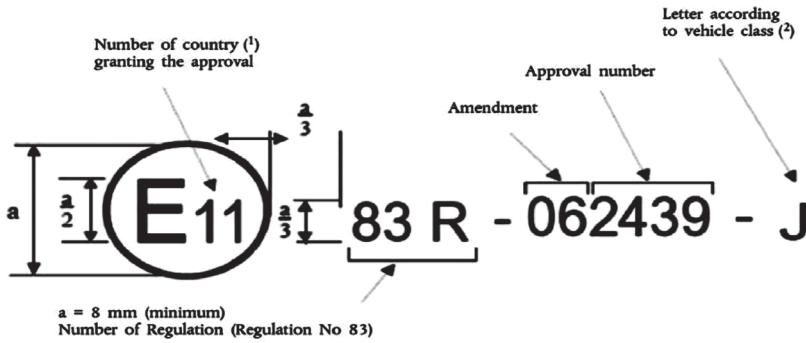 Letter according
to vehicle class (²)
Number of country (¹)
granting the approval
Approval number
Amendment
a/3
a
a/2
E11
a/3
83 R - 062439 - J
a = 8 mm (minimum)
Number of Regulation (Regulation No 83)